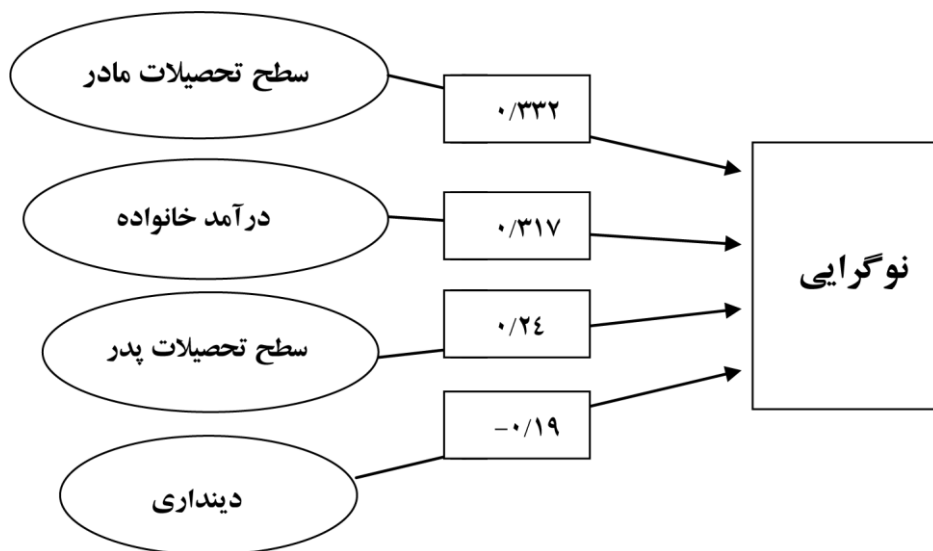 سطح تحصیلات مادر
۰/۳۳۲
درآمد خانواده
۰/۳۱۷
نوگرایی
سطح تحصیلات پدر
۰/۲٤
دینداری
-۰/۱۹